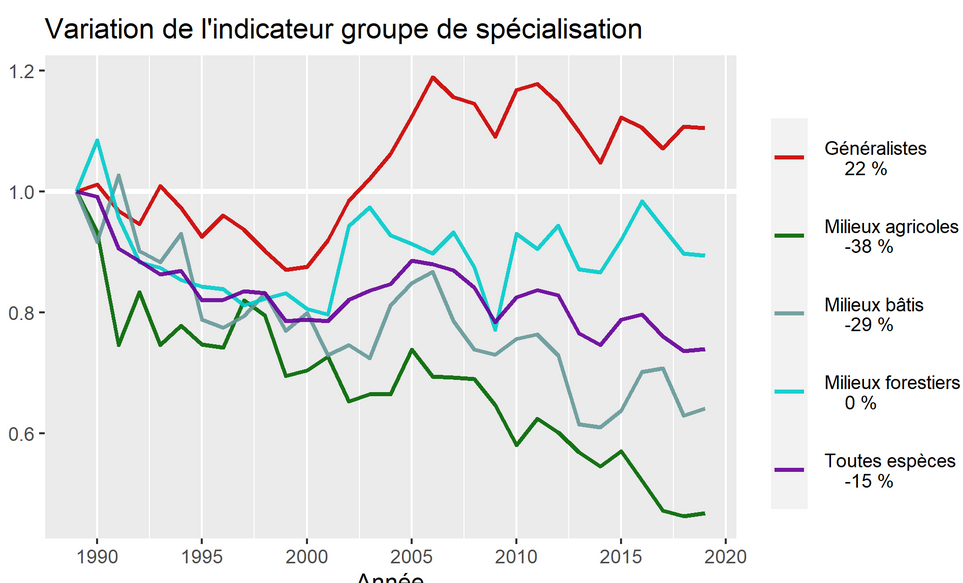 Variation de l'indicateur groupe de spécialisation
1.2
1.0
0.8
0.6
1990 1995 2000 2005 2010 2015 2020
Année
Généralistes
22 %
Milieux agricoles
-38 %
Milieux bâtis
-29 %
Milieux forestiers
0 %
Toutes espèces
-15 %